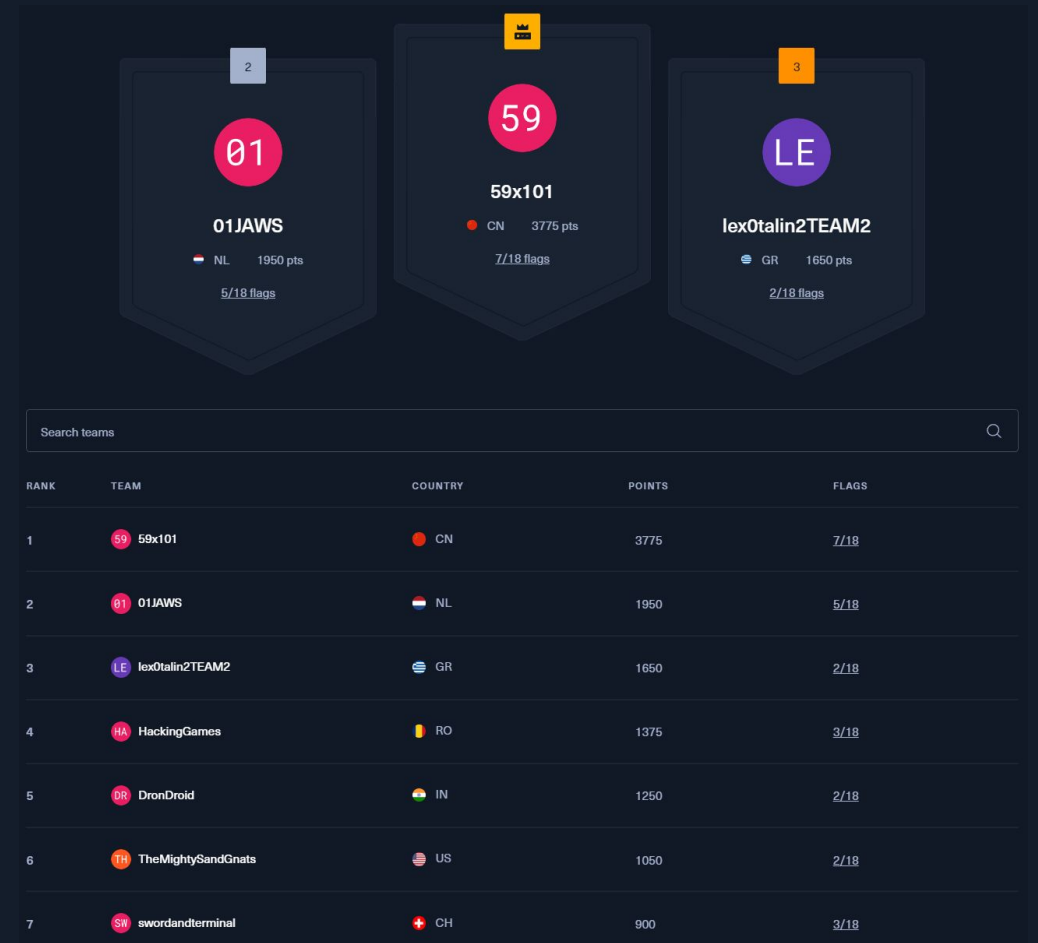 2
01
01JAWS
NL 1950 pts
5/18 flags
59
59x101
CN 3775 pts
7/18 flags
3
LE
lex0talin2TEAM2
GR 1650 pts
2/18 flags
Search teams
RANK TEAM COUNTRY POINTS FLAGS
1 59 59x101 CN 3775 7/18
2 01 01JAWS NL 1950 5/18
3 LE lex0talin2TEAM2 GR 1650 2/18
4 HA HackingGames RO 1375 3/18
5 DR DronDroid IN 1250 2/18
6 TH TheMightySandGnats US 1050 2/18
7 SW swordandterminal CH 900 3/18